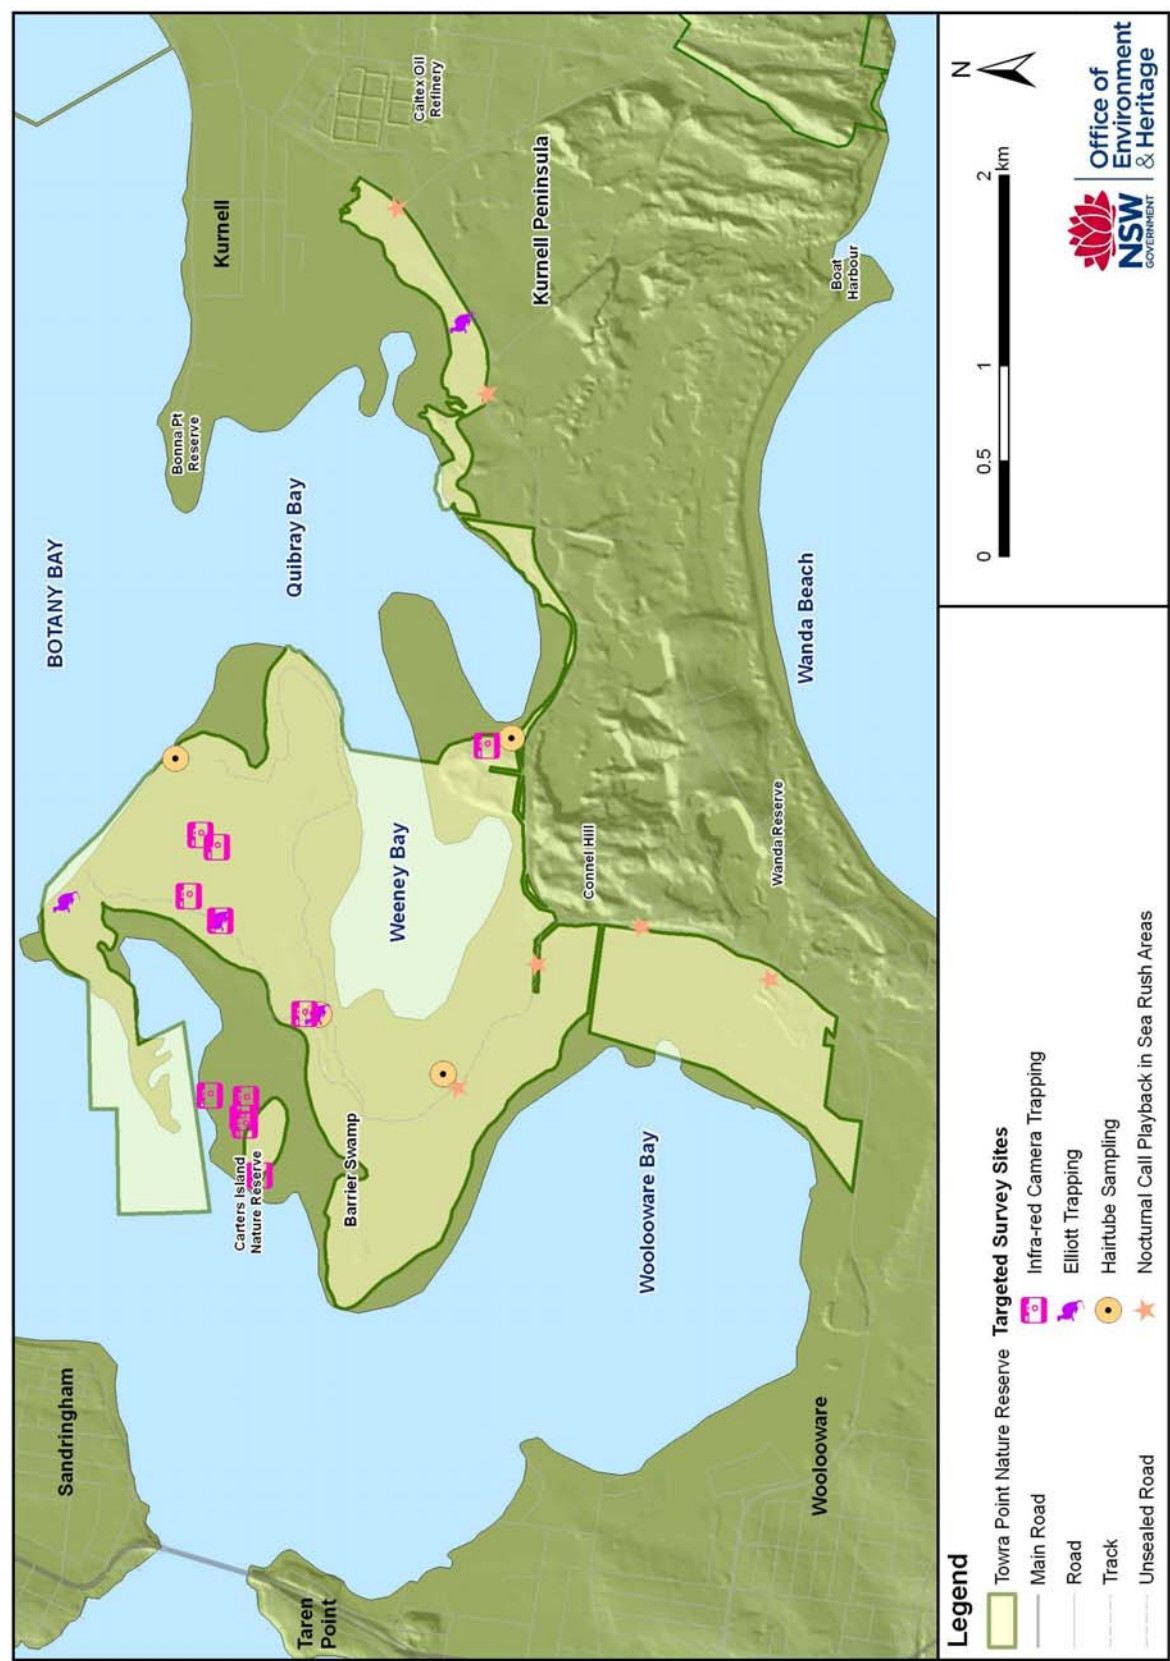 BOTANY BAY
Sandringham
Bonna Pt
Reserve
Kurnell
Caltex Oil
Refinery
Taren
Point
Carters Island
Nature Reserve
Quibray Bay
Barrier Swamp
Weeney Bay
Kurnell Peninsula
Connel Hill
Woolooware Bay
Wanda Reserve
Wanda Beach
Boat
Harbour
Woolooware
Legend
Towra Point Nature Reserve
Main Road
Road
Track
Unsealed Road
Targeted Survey Sites
Infra-red Camera Trapping
Elliott Trapping
Hairtube Sampling
Nocturnal Call Playback in Sea Rush Areas
0 0.5 1 2
km
N
NSW
GOVERNMENT
Office of
Environment
& Heritage